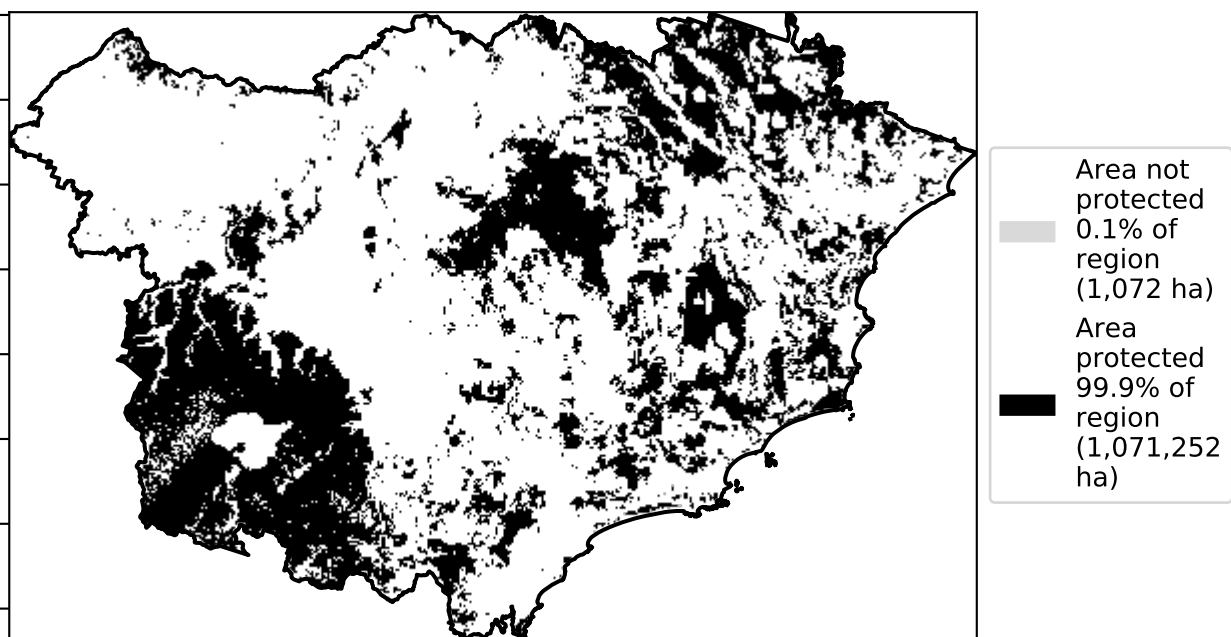 Area not
protected
0.1% of
region
(1,072 ha)
Area
protected
99.9% of
region
(1,071,252
ha)